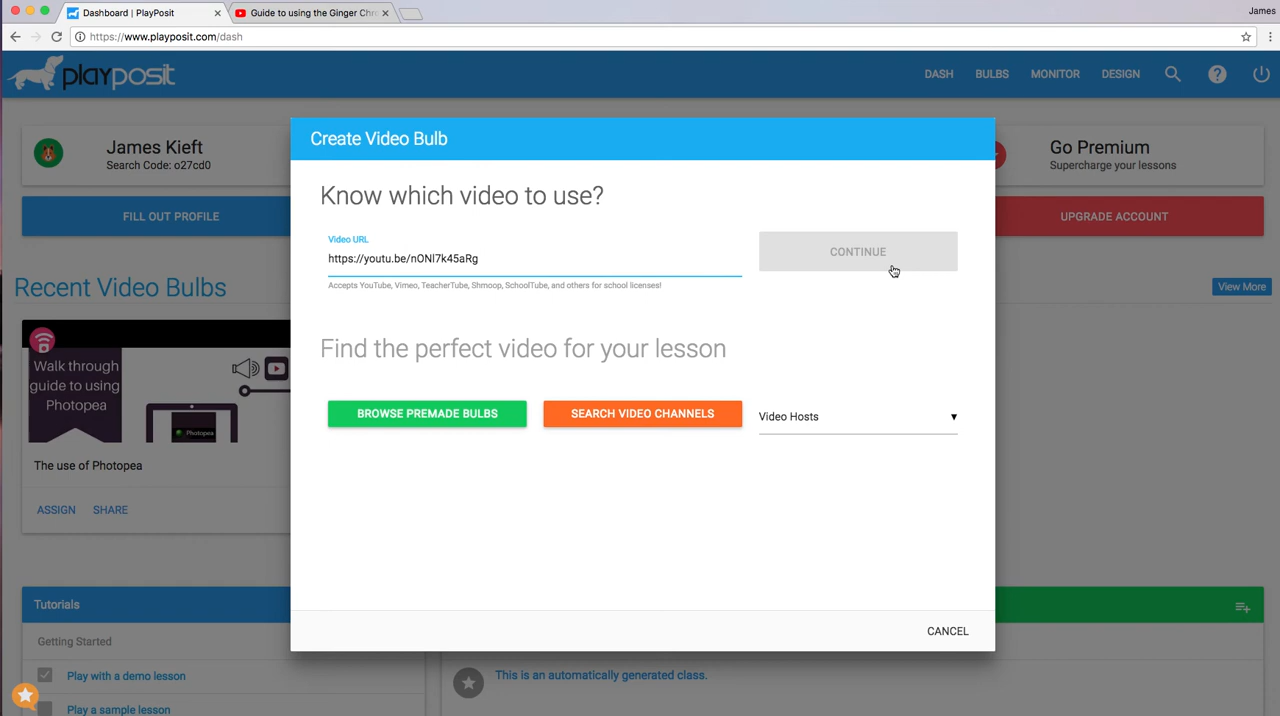 Dashboard | PlayPosit
Guide to using the Ginger Chro
James
https://www.playposit.com/dash
playposit
DASH
BULBS
MONITOR
DESIGN
Create Video Bulb
James Kieft
Search Code: o27cd0
Go Premium
Supercharge your lessons
Know which video to use?
FILL OUT PROFILE
UPGRADE ACCOUNT
Video URL
https://youtu.be/nONl7k45aRg
CONTINUE
Accepts YouTube, Vimeo, TeacherTube, Shmoop, SchoolTube, and others for school licenses!
Recent Video Bulbs
View More
Find the perfect video for your lesson
Walk through
guide to using
Photopea
Photopea
BROWSE PREMADE BULBS
SEARCH VIDEO CHANNELS
Video Hosts
The use of Photopea
ASSIGN
SHARE
Tutorials
CANCEL
Getting Started
Play with a demo lesson
This is an automatically generated class.
Play a sample lesson